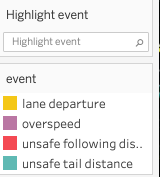 Highlight event
Highlight event
event
lane departure
overspeed
unsafe following dis..
unsafe tail distance